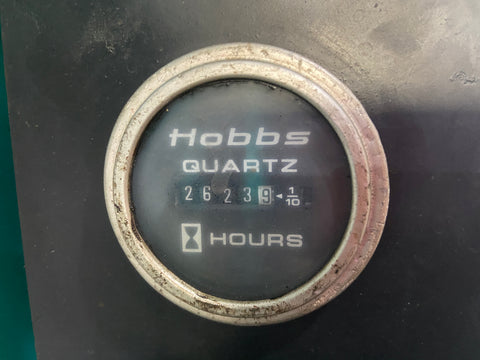 Hobbs
QUARTZ
26239 ◄ 1/10
HOURS